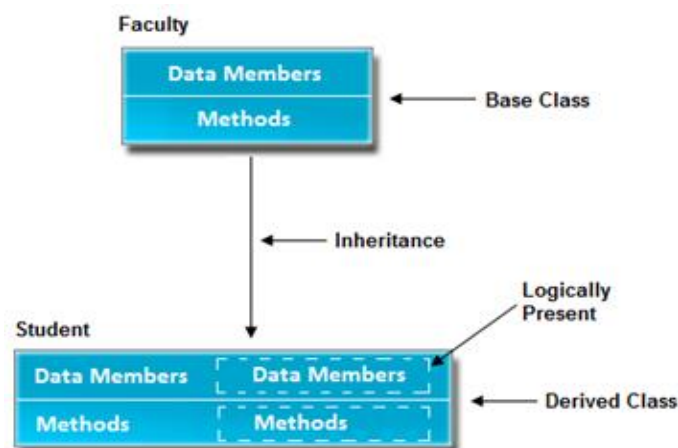 Faculty
Data Members
Methods
Base Class
Inheritance
Logically
Present
Student
Data Members Data Members
Methods Methods
Derived Class